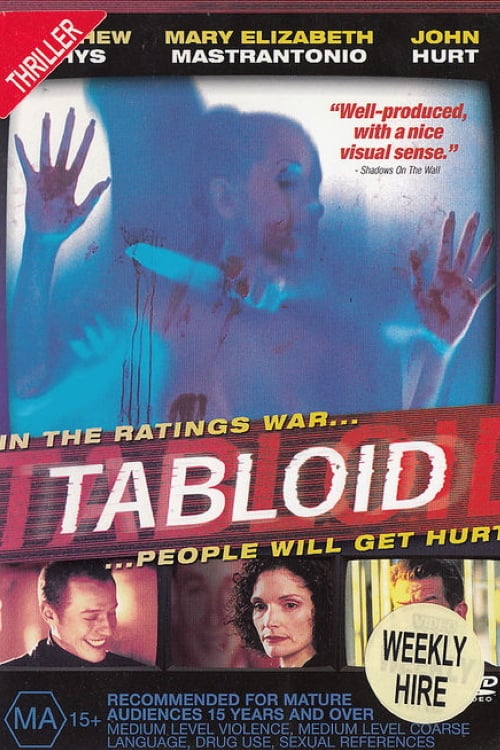 THRILLER
MARY ELIZABETH
MASTRANTONIO
JOHN
HURT
"Well-produced,
with a nice
visual sense."
- Shadows On The Wall
IN THE RATINGS WAR...
TABLOID
...PEOPLE WILL GET HURT
WEEKLY
HIRE
MA 15+
RECOMMENDED FOR MATURE
AUDIENCES 15 YEARS AND OVER
MEDIUM LEVEL VIOLENCE, MEDIUM LEVEL COARSE
LANGUAGE, DRUG USE, SEXUAL REFERENCES